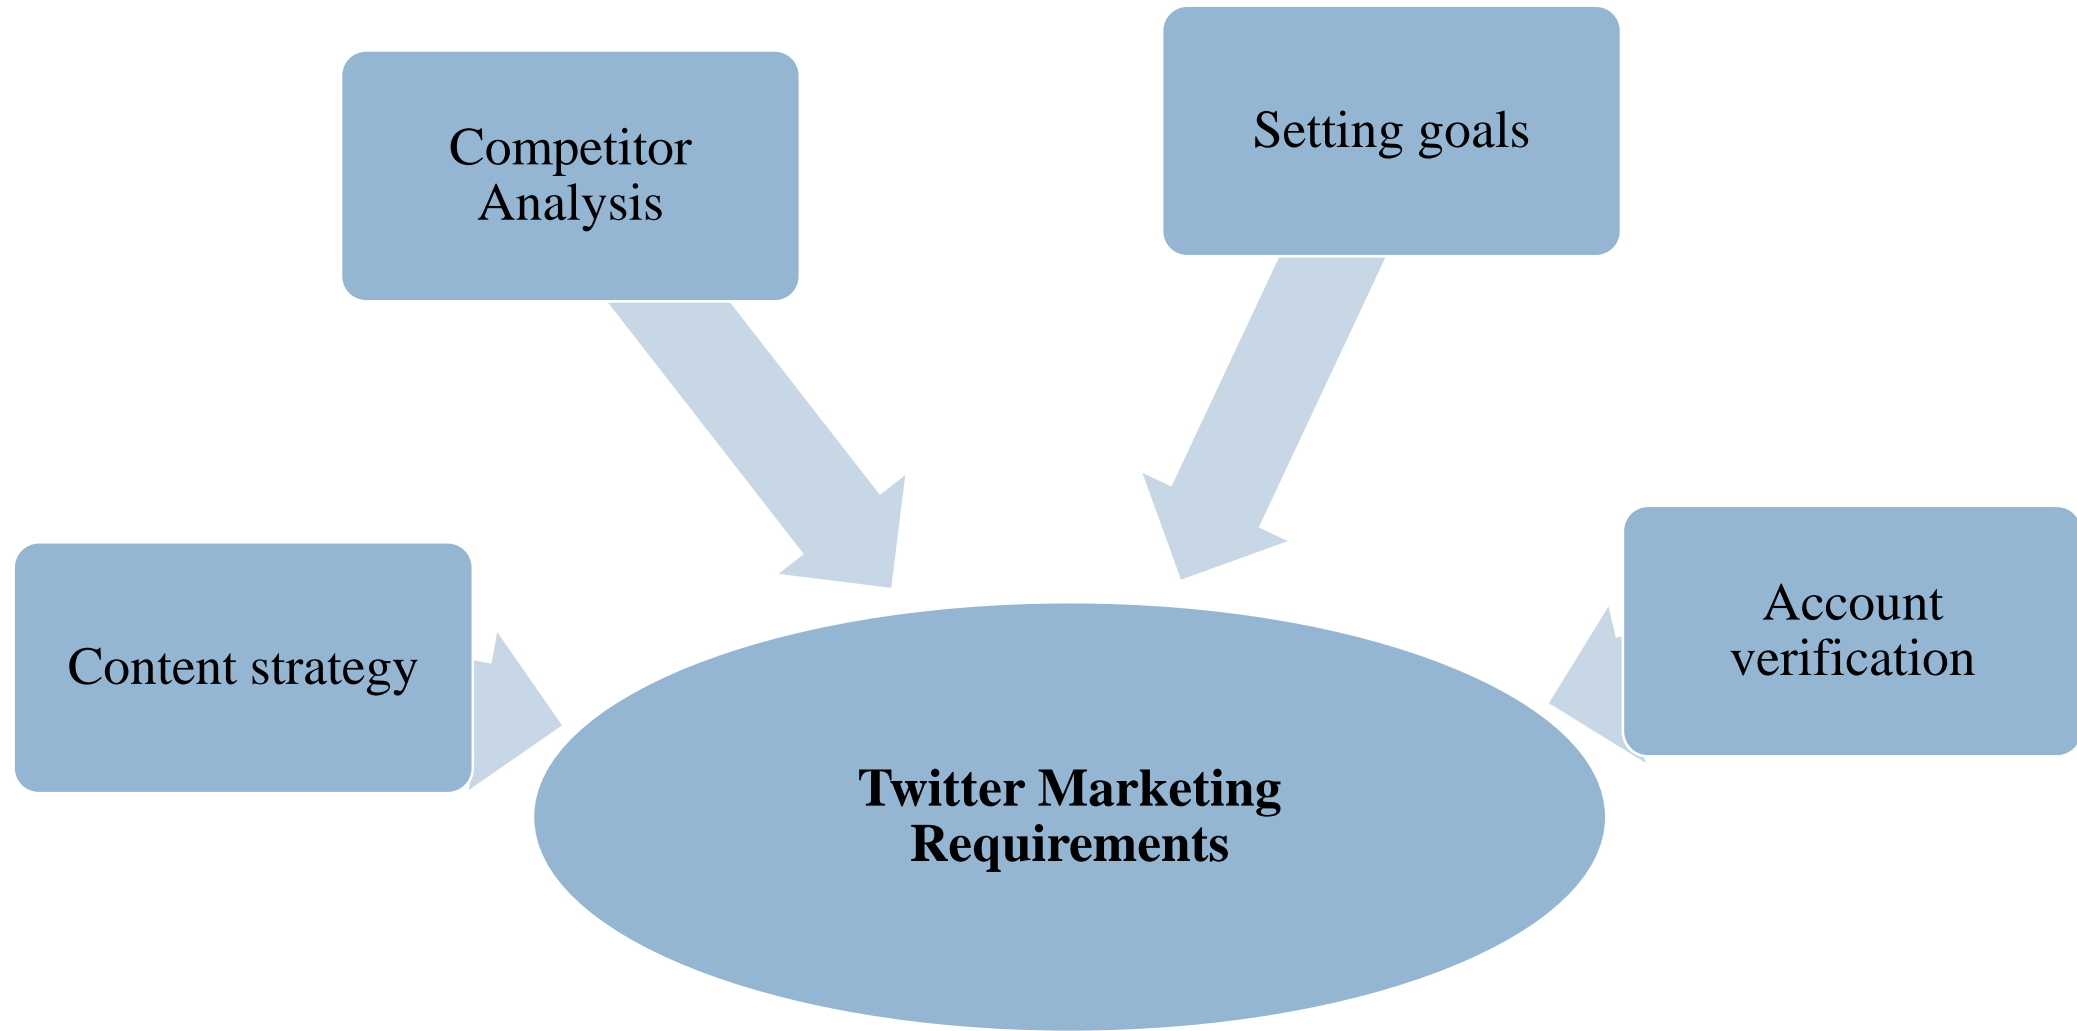 Competitor
Analysis
Setting goals
Content strategy
Account
verification
Twitter Marketing
Requirements